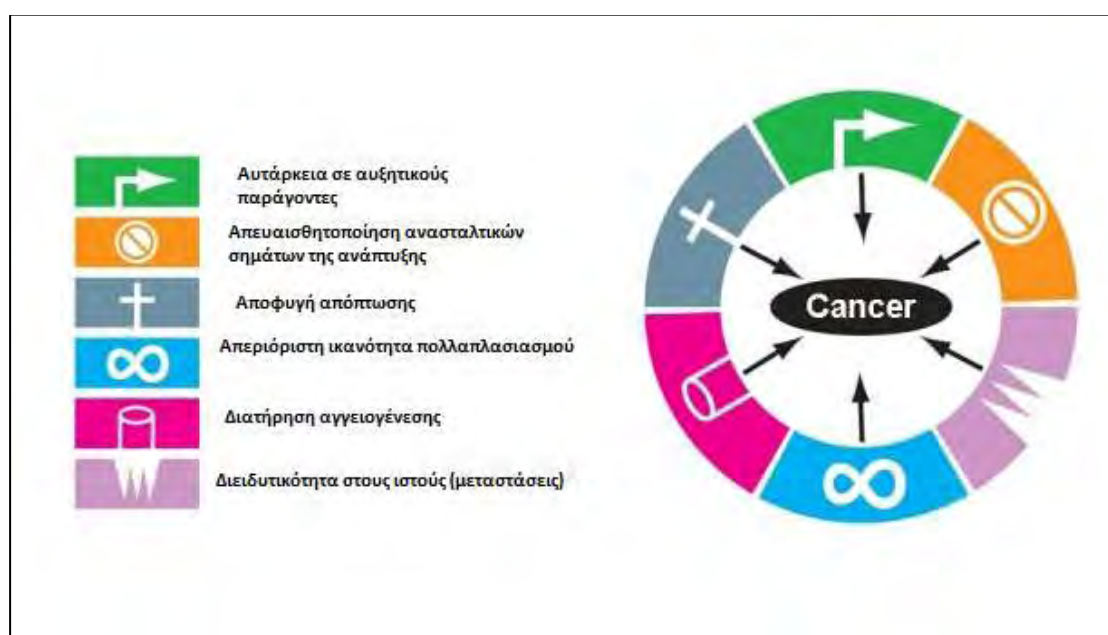 Αυτάρκεια σε αυξητικούς
παράγοντες
Απευαισθητοποίηση ανασταλτικών
σημάτων της ανάπτυξης
Αποφυγή απόπτωσης
Απεριόριστη ικανότητα πολλαπλασιασμού
Διατήρηση αγγειογένεσης
Διειδυτικότητα στους ιστούς (μεταστάσεις)
Cancer